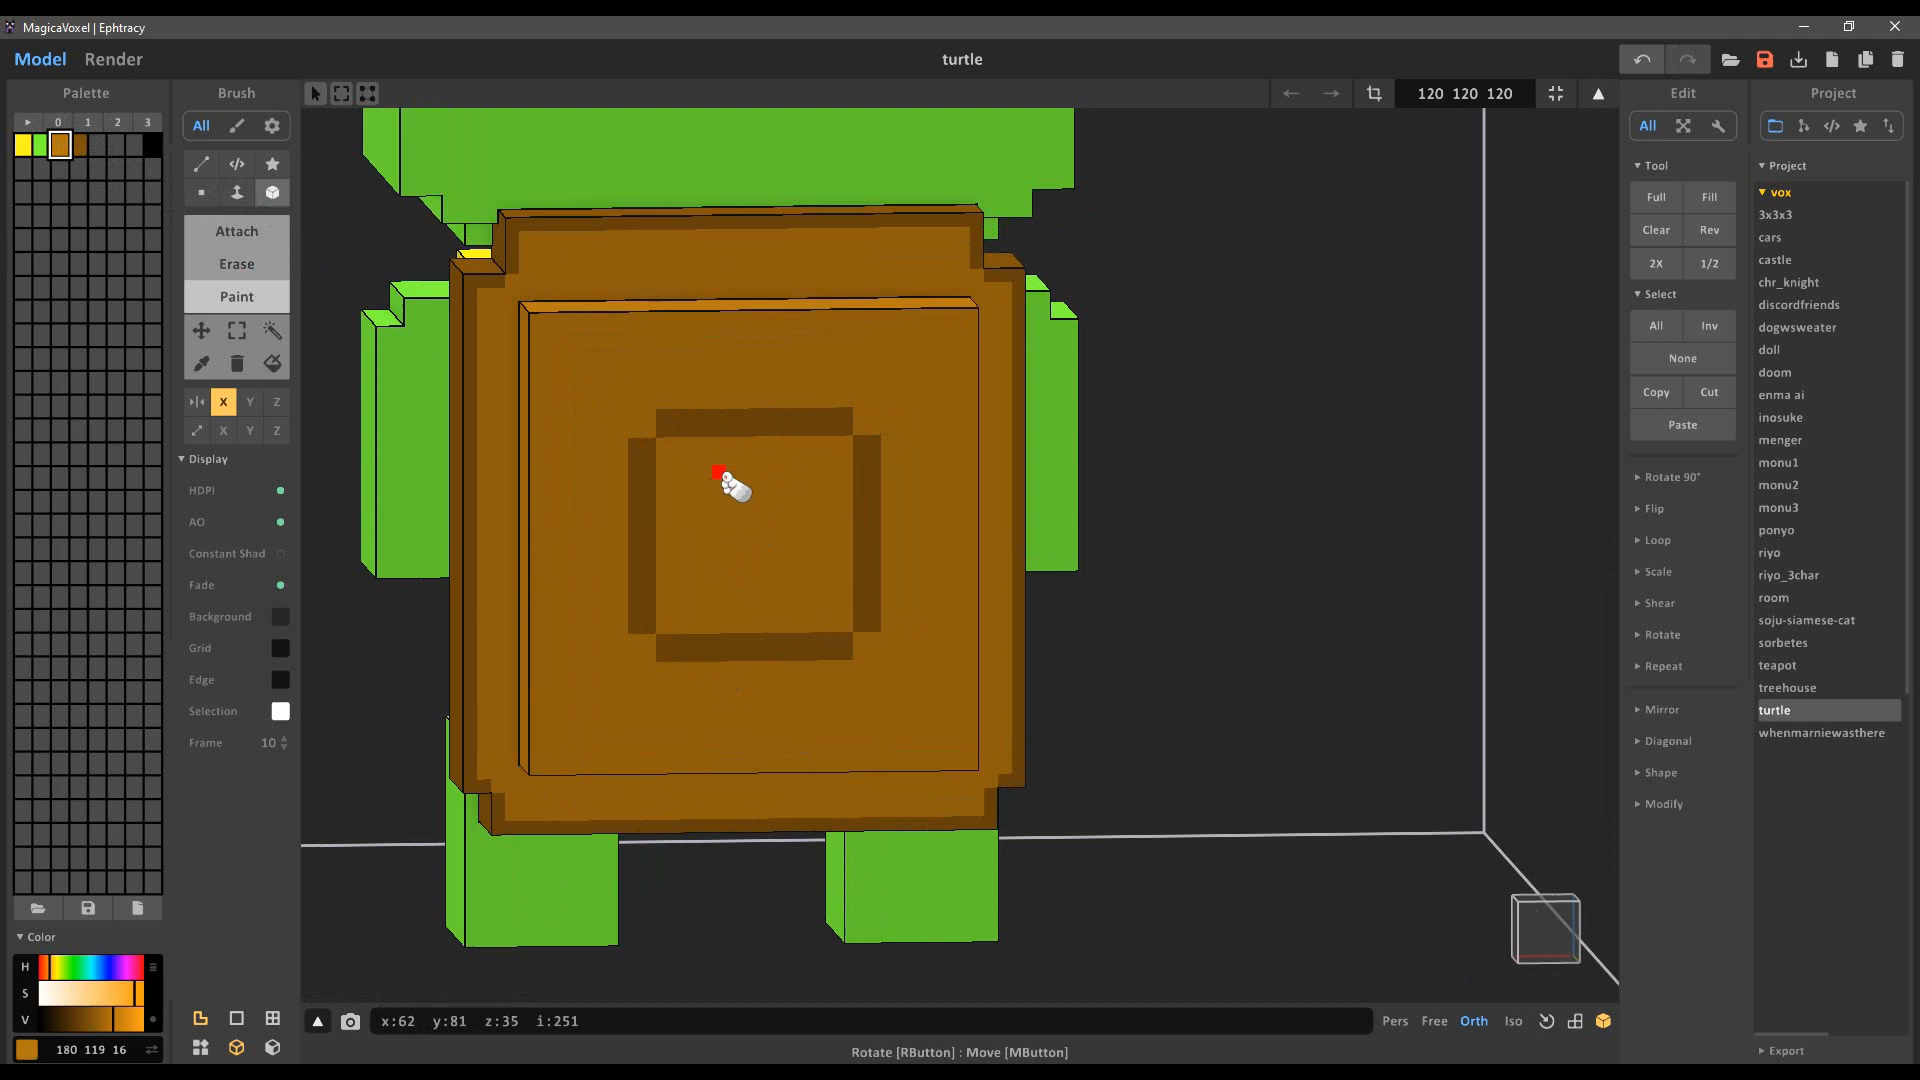 MagicaVoxel | Ephtracy
Model Render
turtle
Palette
0 1 2 3
Color
H
S
V
180 119 16
Brush
All
Attach
Erase
Paint
X Y Z
X Y Z
Display
HDPI
AO
Constant Shad
Fade
Background
Grid
Edge
Selection
Frame 10
120 120 120
x:62 y:81 z:35 i:251
Pers Free Orth Iso
Rotate [RButton] : Move [MButton]
Edit
All
Tool
Full Fill
Clear Rev
2X 1/2
Select
All Inv
None
Copy Cut
Paste
Rotate 90°
Flip
Loop
Scale
Shear
Rotate
Repeat
Mirror
Diagonal
Shape
Modify
Project
Project
vox
3x3x3
cars
castle
chr_knight
discordfriends
dogwsweater
doll
doom
enma ai
inosuke
menger
monu1
monu2
monu3
ponyo
riyo
riyo_3char
room
soju-siamese-cat
sorbetes
teapot
treehouse
turtle
whenmarniewasthere
Export